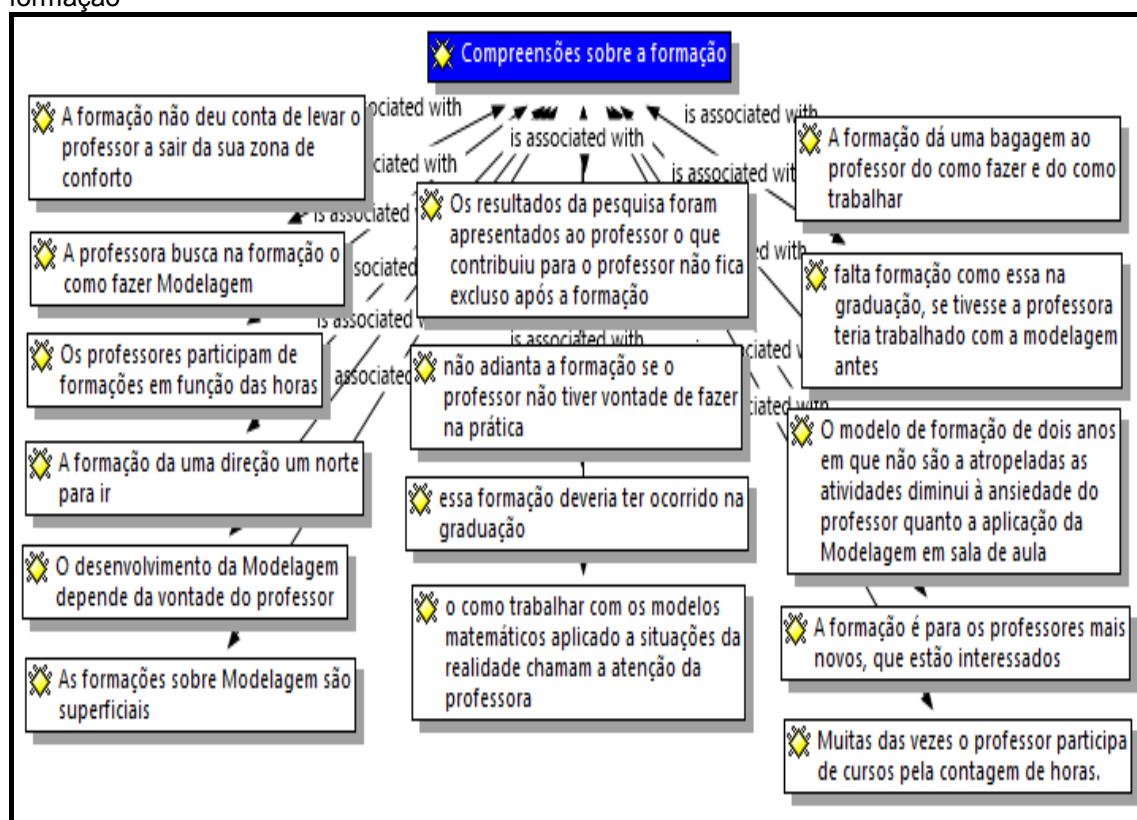 formação
Compreensões sobre a formação
A formação não deu conta de levar o
professor a sair da sua zona de
conforto
A professora busca na formação o
como fazer Modelagem
Os professores participam de
formações em função das horas
A formação da uma direção um norte
para ir
O desenvolvimento da Modelagem
depende da vontade do professor
As formações sobre Modelagem são
superficiais
is associated with
Os resultados da pesquisa foram
apresentados ao professor o que
contribuiu para o professor não fica
excluso após a formação
não adianta a formação se o
professor não tiver vontade de fazer
na prática
essa formação deveria ter ocorrido na
graduação
o como trabalhar com os modelos
matemáticos aplicado a situações da
realidade chamam a atenção da
professora
is associated with
A formação dá uma bagagem ao
professor do como fazer e do como
trabalhar
falta formação como essa na
graduação, se tivesse a professora
teria trabalhado com a modelagem
antes
O modelo de formação de dois anos
em que não são a atropeladas as
atividades diminui à ansiedade do
professor quanto a aplicação da
Modelagem em sala de aula
A formação é para os professores mais
novos, que estão interessados
Muitas das vezes o professor participa
de cursos pela contagem de horas.